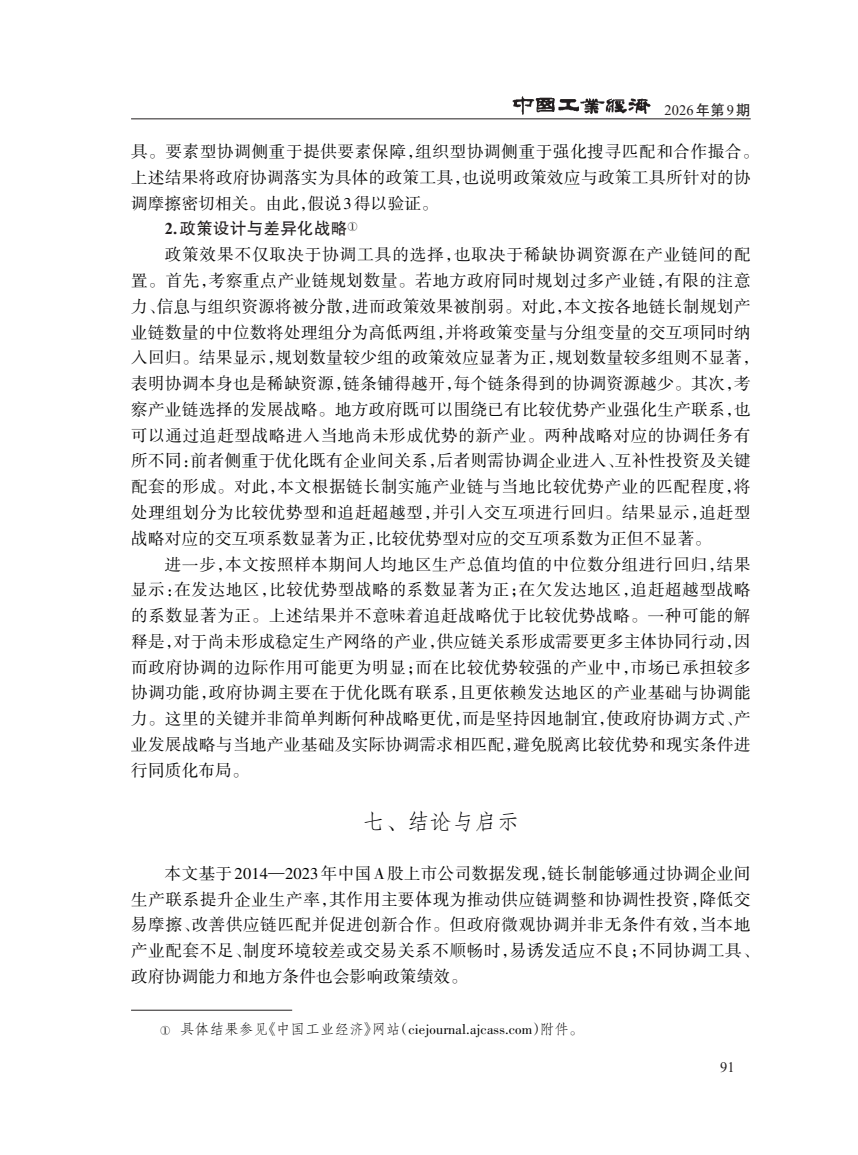 中國工業經濟 2026年第9期
具。要素型协调侧重于提供要素保障,组织型协调侧重于强化搜寻匹配和合作撮合。
上述结果将政府协调落实为具体的政策工具,也说明政策效应与政策工具所针对的协
调摩擦密切相关。由此,假说3得以验证。
2.政策设计与差异化战略①
政策效果不仅取决于协调工具的选择,也取决于稀缺协调资源在产业链间的配
置。首先,考察重点产业链规划数量。若地方政府同时规划过多产业链,有限的注意
力、信息与组织资源将被分散,进而政策效果被削弱。对此,本文按各地链长制规划产
业链数量的中位数将处理组分为高低两组,并将政策变量与分组变量的交互项同时纳
入回归。结果显示,规划数量较少组的政策效应显著为正,规划数量较多组则不显著,
表明协调本身也是稀缺资源,链条铺得越开,每个链条得到的协调资源越少。其次,考
察产业链选择的发展战略。地方政府既可以围绕已有比较优势产业强化生产联系,也
可以通过追赶型战略进入当地尚未形成优势的新产业。两种战略对应的协调任务有
所不同:前者侧重于优化既有企业间关系,后者则需协调企业进入、互补性投资及关键
配套的形成。对此,本文根据链长制实施产业链与当地比较优势产业的匹配程度,将
处理组划分为比较优势型和追赶超越型,并引入交互项进行回归。结果显示,追赶型
战略对应的交互项系数显著为正,比较优势型对应的交互项系数为正但不显著。
进一步,本文按照样本期间人均地区生产总值均值的中位数分组进行回归,结果
显示:在发达地区,比较优势型战略的系数显著为正;在欠发达地区,追赶超越型战略
的系数显著为正。上述结果并不意味着追赶战略优于比较优势战略。一种可能的解
释是,对于尚未形成稳定生产网络的产业,供应链关系形成需要更多主体协同行动,因
而政府协调的边际作用可能更为明显;而在比较优势较强的产业中,市场已承担较多
协调功能,政府协调主要在于优化既有联系,且更依赖发达地区的产业基础与协调能
力。这里的关键并非简单判断何种战略更优,而是坚持因地制宜,使政府协调方式、产
业发展战略与当地产业基础及实际协调需求相匹配,避免脱离比较优势和现实条件进
行同质化布局。
七、结论与启示
本文基于2014—2023年中国A股上市公司数据发现,链长制能够通过协调企业间
生产联系提升企业生产率,其作用主要体现为推动供应链调整和协调性投资,降低交
易摩擦、改善供应链匹配并促进创新合作。但政府微观协调并非无条件有效,当本地
产业配套不足、制度环境较差或交易关系不顺畅时,易诱发适应不良;不同协调工具、
政府协调能力和地方条件也会影响政策绩效。
① 具体结果参见《中国工业经济》网站(ciejournal.ajcass.com)附件。
91